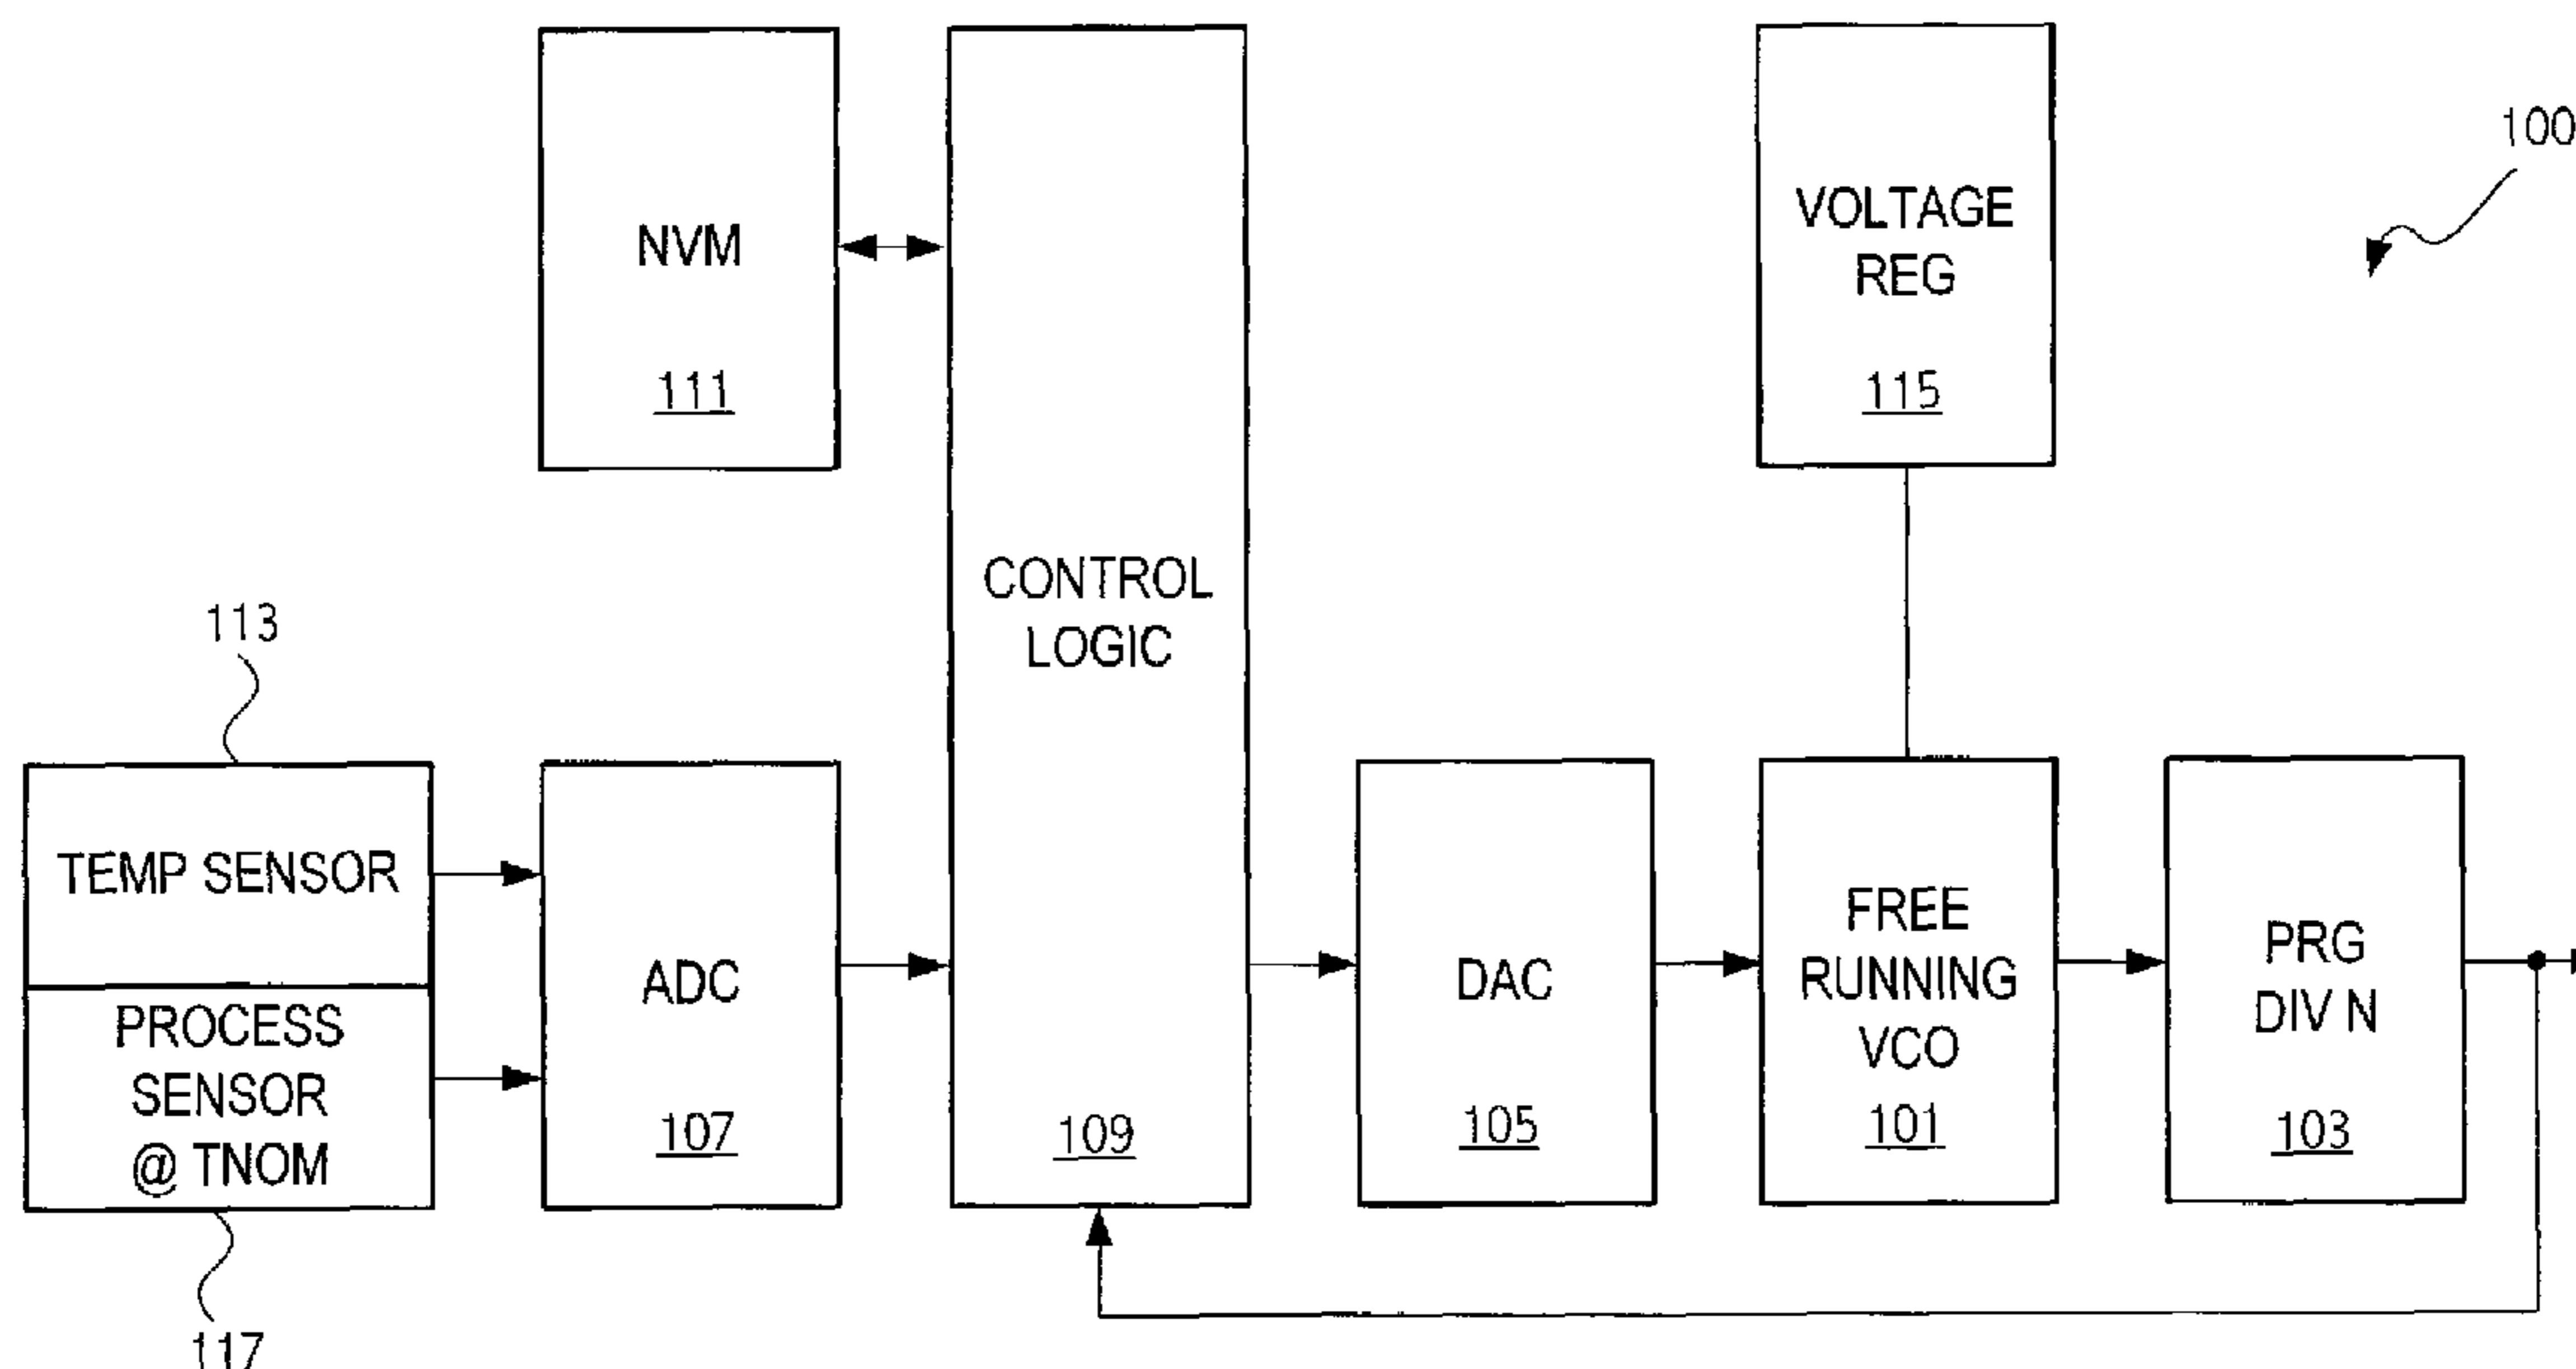 100
NVM
111
CONTROL
LOGIC
109
VOLTAGE
REG
115
113
TEMP SENSOR
PROCESS
SENSOR
@ TNOM
117
ADC
107
DAC
105
FREE
RUNNING
VCO
101
PRG
DIV N
103